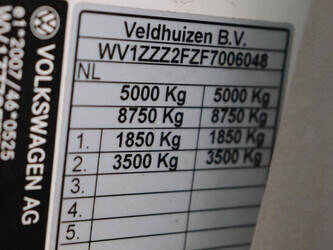 Veldhuizen B.V.
WV1ZZZ2FZF7006048
NL
5000 Kg 5000 Kg
8750 Kg 8750 Kg
1. 1850 Kg 1850 Kg
2. 3500 Kg 3500 Kg
3.
4.
5.
VOLKSWAGEN AG